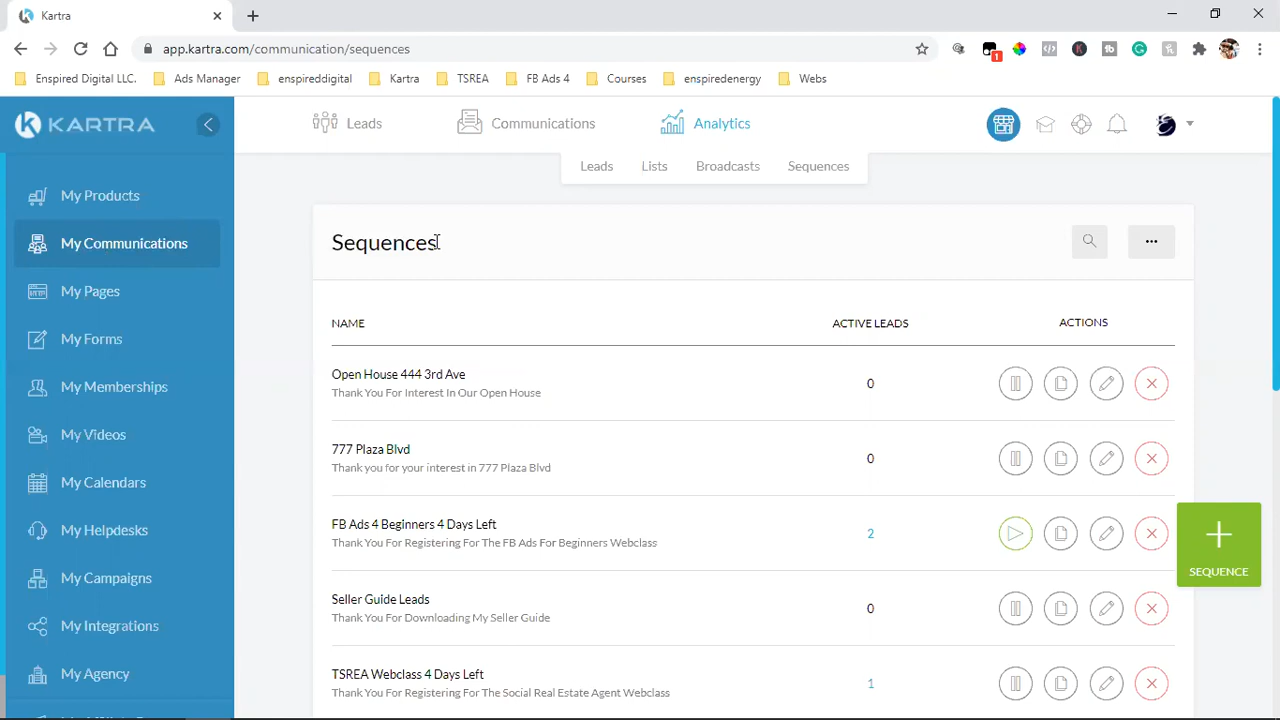 Kartra
app.kartra.com/communication/sequences
1
Enspired Digital LLC.
Ads Manager
enspireddigital
Kartra
TSREA
FB Ads 4
Courses
enspiredenergy
Webs
KARTRA
Leads
Communications
Analytics
Leads
Lists
Broadcasts
Sequences
My Products
My Communications
My Pages
My Forms
My Memberships
My Videos
My Calendars
My Helpdesks
My Campaigns
My Integrations
My Agency
Sequences
NAME
ACTIVE LEADS
ACTIONS
Open House 444 3rd Ave
Thank You For Interest In Our Open House
0
777 Plaza Blvd
Thank you for your interest in 777 Plaza Blvd
0
FB Ads 4 Beginners 4 Days Left
Thank You For Registering For The FB Ads For Beginners Webclass
2
Seller Guide Leads
Thank You For Downloading My Seller Guide
0
TSREA Webclass 4 Days Left
Thank You For Registering For The Social Real Estate Agent Webclass
1
SEQUENCE